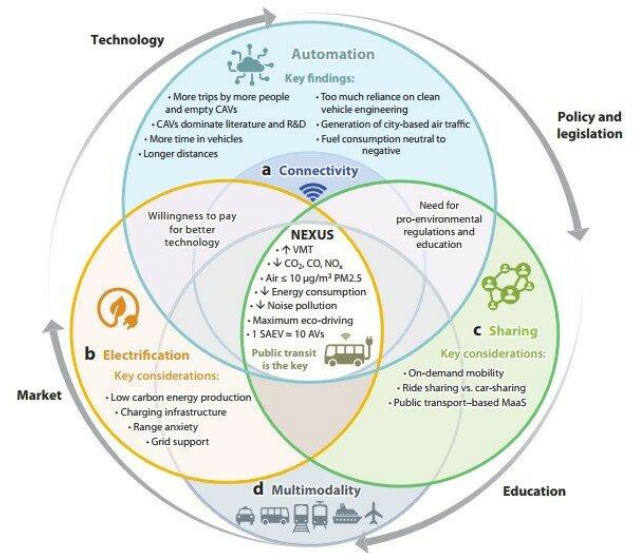 Technology
Policy and
legislation
Automation
Key findings:
• More trips by more people
and empty CAVs
• CAVs dominate literature and R&D
• More time in vehicles
• Longer distances
• Too much reliance on clean
vehicle engineering
• Generation of city-based air traffic
• Fuel consumption neutral to
negative
a Connectivity
Willingness to pay
for better
technology
Need for
pro-environmental
regulations and
education
NEXUS
• ↑ VMT
• ↓ CO₂, CO, NOₓ
• Air ≤ 10 μg/m³ PM2.5
• ↓ Energy consumption
• ↓ Noise pollution
• Maximum eco-driving
• 1 SAEV ≈ 10 AVs
Public transit
is the key
b Electrification
Key considerations:
• Low carbon energy production
• Charging infrastructure
• Range anxiety
• Grid support
c Sharing
Key considerations:
• On-demand mobility
• Ride sharing vs. car-sharing
• Public transport–based MaaS
Market
d Multimodality
Education